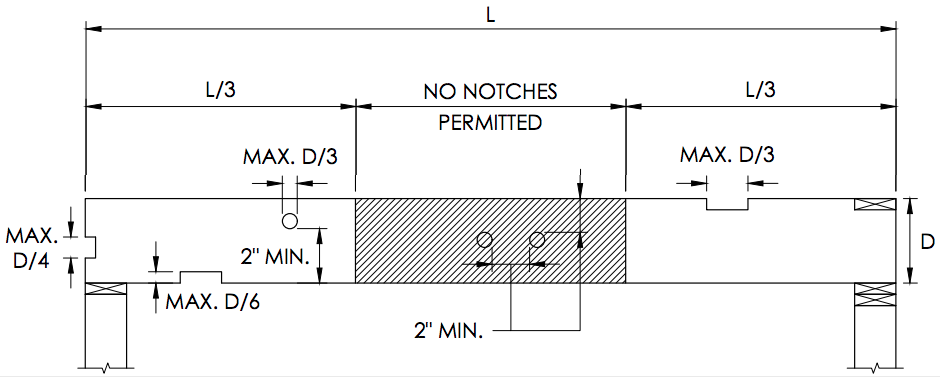 L
L/3
NO NOTCHES
PERMITTED
L/3
MAX. D/3
MAX. D/3
MAX.
D/4
2" MIN.
D
MAX. D/6
2" MIN.